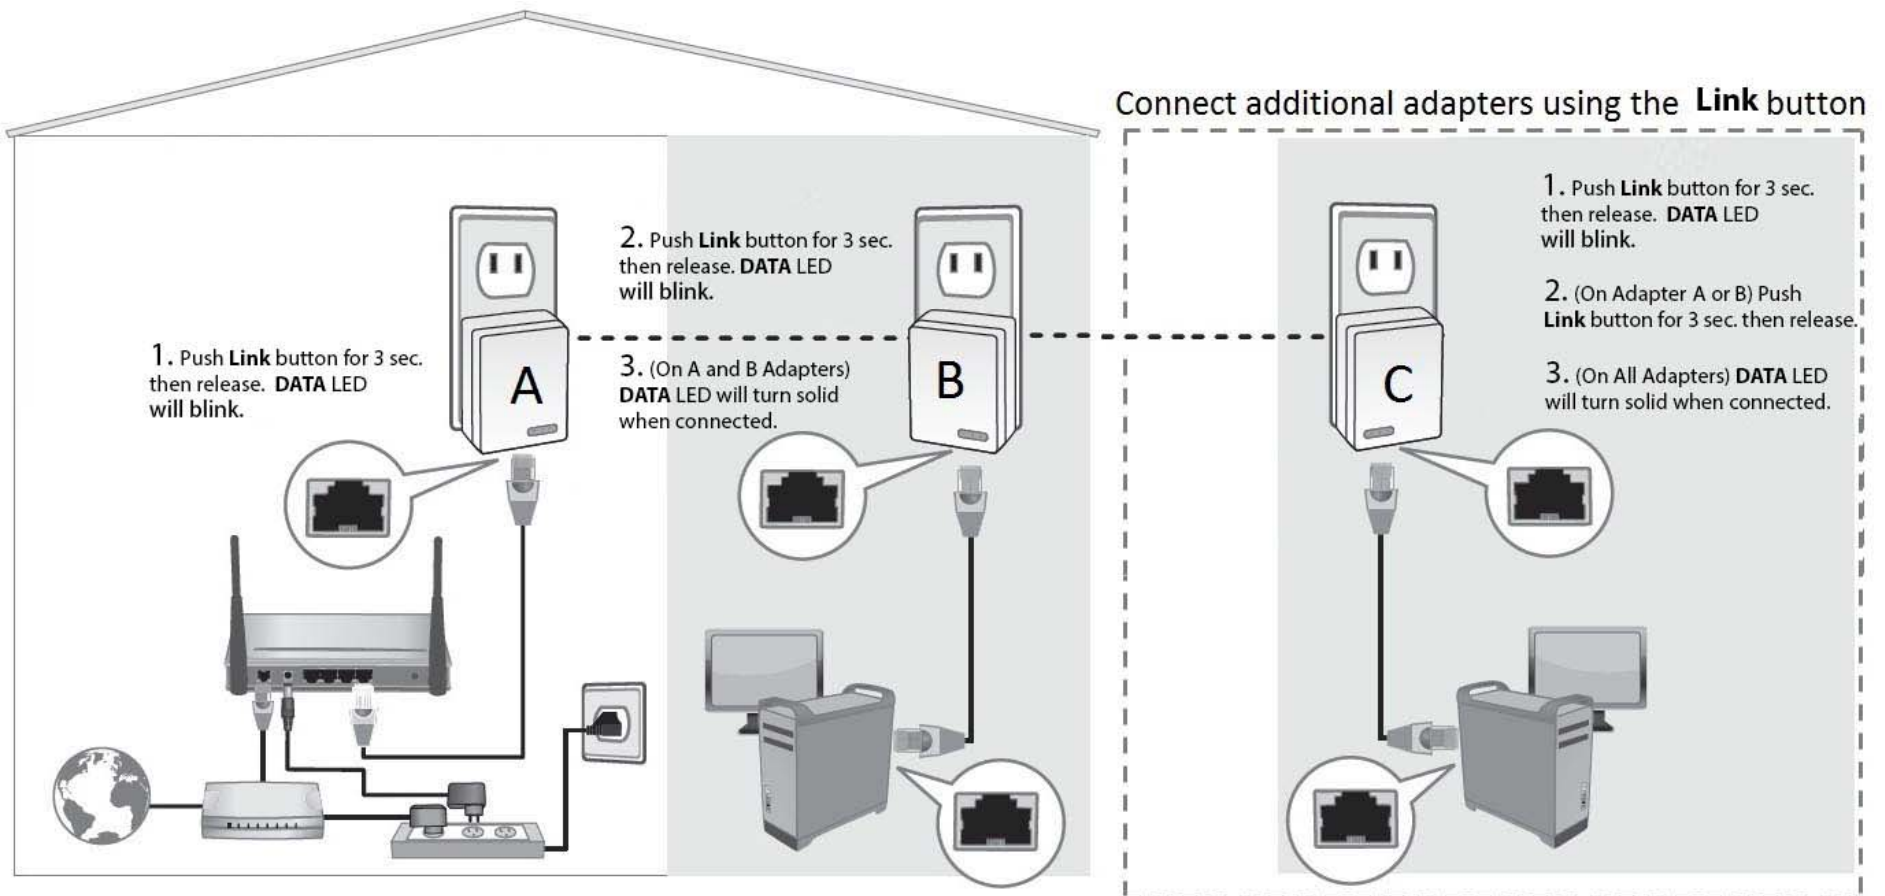 Connect additional adapters using the Link button
1. Push Link button for 3 sec.
then release. DATA LED
will blink.
A
2. Push Link button for 3 sec.
then release. DATA LED
will blink.
3. (On A and B Adapters)
DATA LED will turn solid
when connected.
B
C
1. Push Link button for 3 sec.
then release. DATA LED
will blink.
2. (On Adapter A or B) Push
Link button for 3 sec. then release.
3. (On All Adapters) DATA LED
will turn solid when connected.